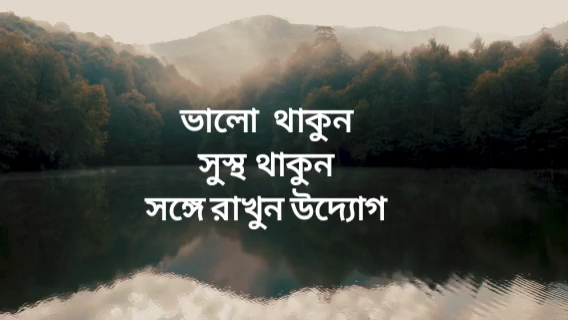 ভালো থাকুন
সুস্থ থাকুন
সঙ্গে রাখুন উদ্যোগ